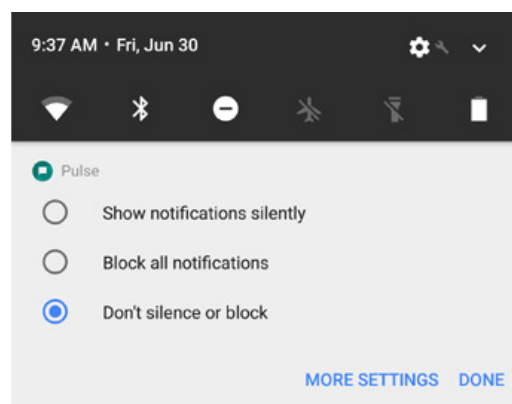 9:37 AM • Fri, Jun 30
Pulse
Show notifications silently
Block all notifications
Don't silence or block
MORE SETTINGS DONE